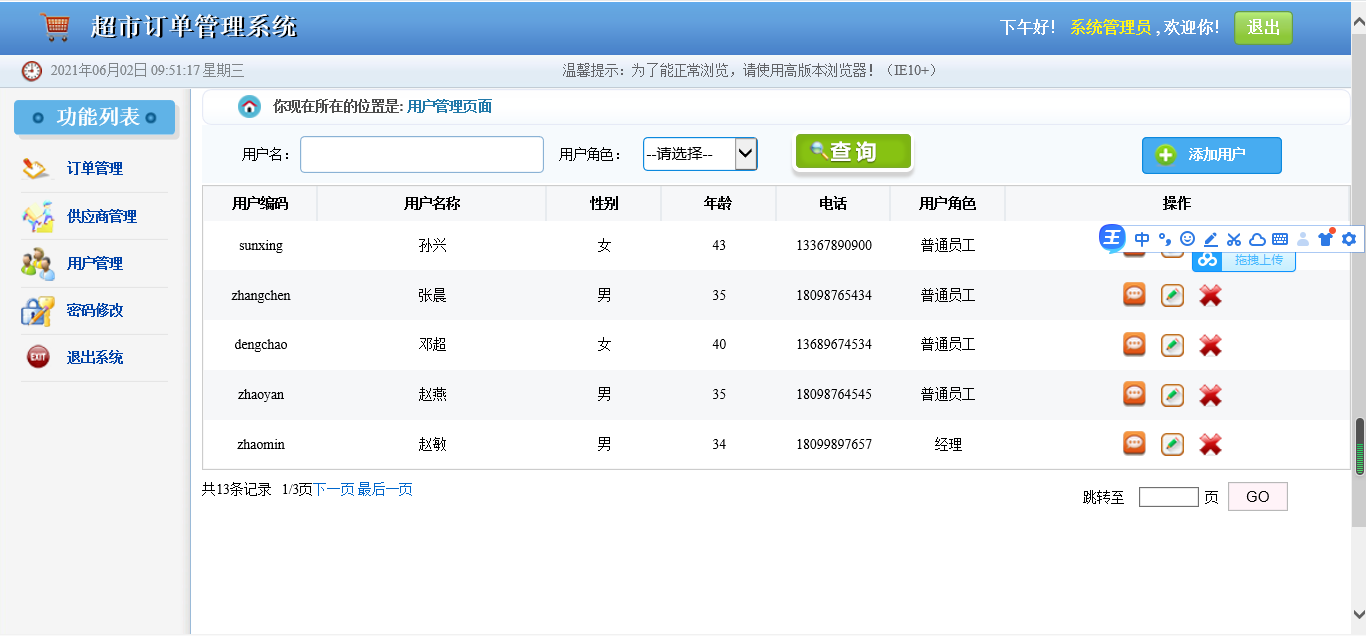 超市订单管理系统
下午好！ 系统管理员 , 欢迎你!
退出
2021年06月02日 09:51:17 星期三
温馨提示：为了能正常浏览，请使用高版本浏览器！（IE10+）
功能列表
订单管理
供应商管理
用户管理
密码修改
EXIT
退出系统
你现在所在的位置是: 用户管理页面
用户名：
用户角色：
--请选择--
查 询
添加用户
用户编码 用户名称 性别 年龄 电话 用户角色 操作
sunxing 孙兴 女 43 13367890900 普通员工
王 中
拖拽上传
zhangchen 张晨 男 35 18098765434 普通员工
dengchao 邓超 女 40 13689674534 普通员工
zhaoyan 赵燕 男 35 18098764545 普通员工
zhaomin 赵敏 男 34 18099897657 经理
共13条记录 1/3页下一页 最后一页
跳转至 页 GO